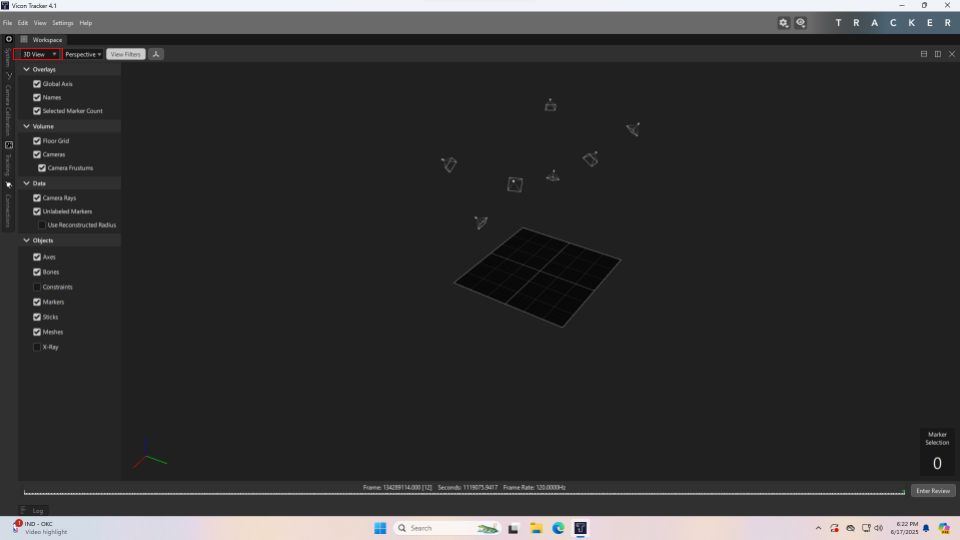 Vicon Tracker 4.1
File Edit View Settings Help
TRACKER
Workspace
3D View Perspective View Filters
System
Camera Calibration
Tracking
Connections
Overlays
Global Axis
Names
Selected Marker Count
Volume
Floor Grid
Cameras
Camera Frustums
Data
Camera Rays
Unlabeled Markers
Use Reconstructed Radius
Objects
Axes
Bones
Constraints
Markers
Sticks
Meshes
X-Ray
Marker
Selection
0
Frame: 134289114.000 [12] Seconds: 1119075.9417 Frame Rate: 120.0000Hz
Enter Review
Log
1
IND - OKC
Video highlight
Search
6:22 PM
6/17/2025